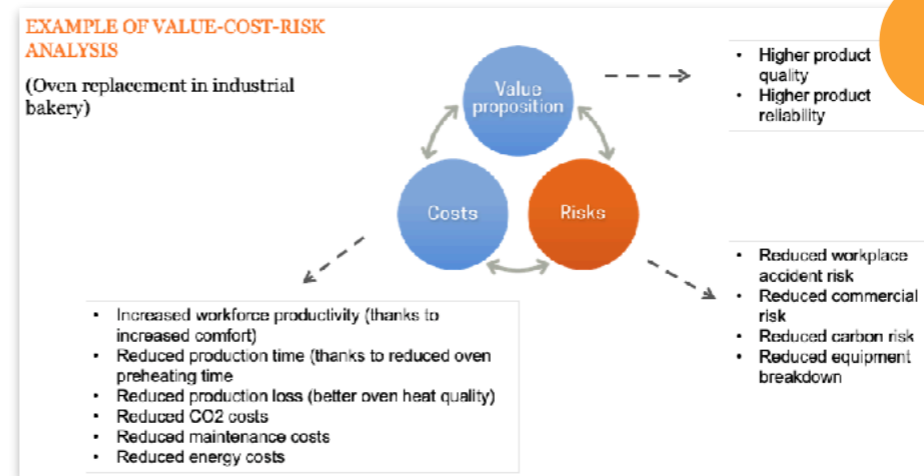 EXAMPLE OF VALUE-COST-RISK
ANALYSIS
(Oven replacement in industrial
bakery)
Value
proposition
Costs
Risks
• Higher product
quality
• Higher product
reliability
• Reduced workplace
accident risk
• Reduced commercial
risk
• Reduced carbon risk
• Reduced equipment
breakdown
• Increased workforce productivity (thanks to
increased comfort)
• Reduced production time (thanks to reduced oven
preheating time
• Reduced production loss (better oven heat quality)
• Reduced CO2 costs
• Reduced maintenance costs
• Reduced energy costs